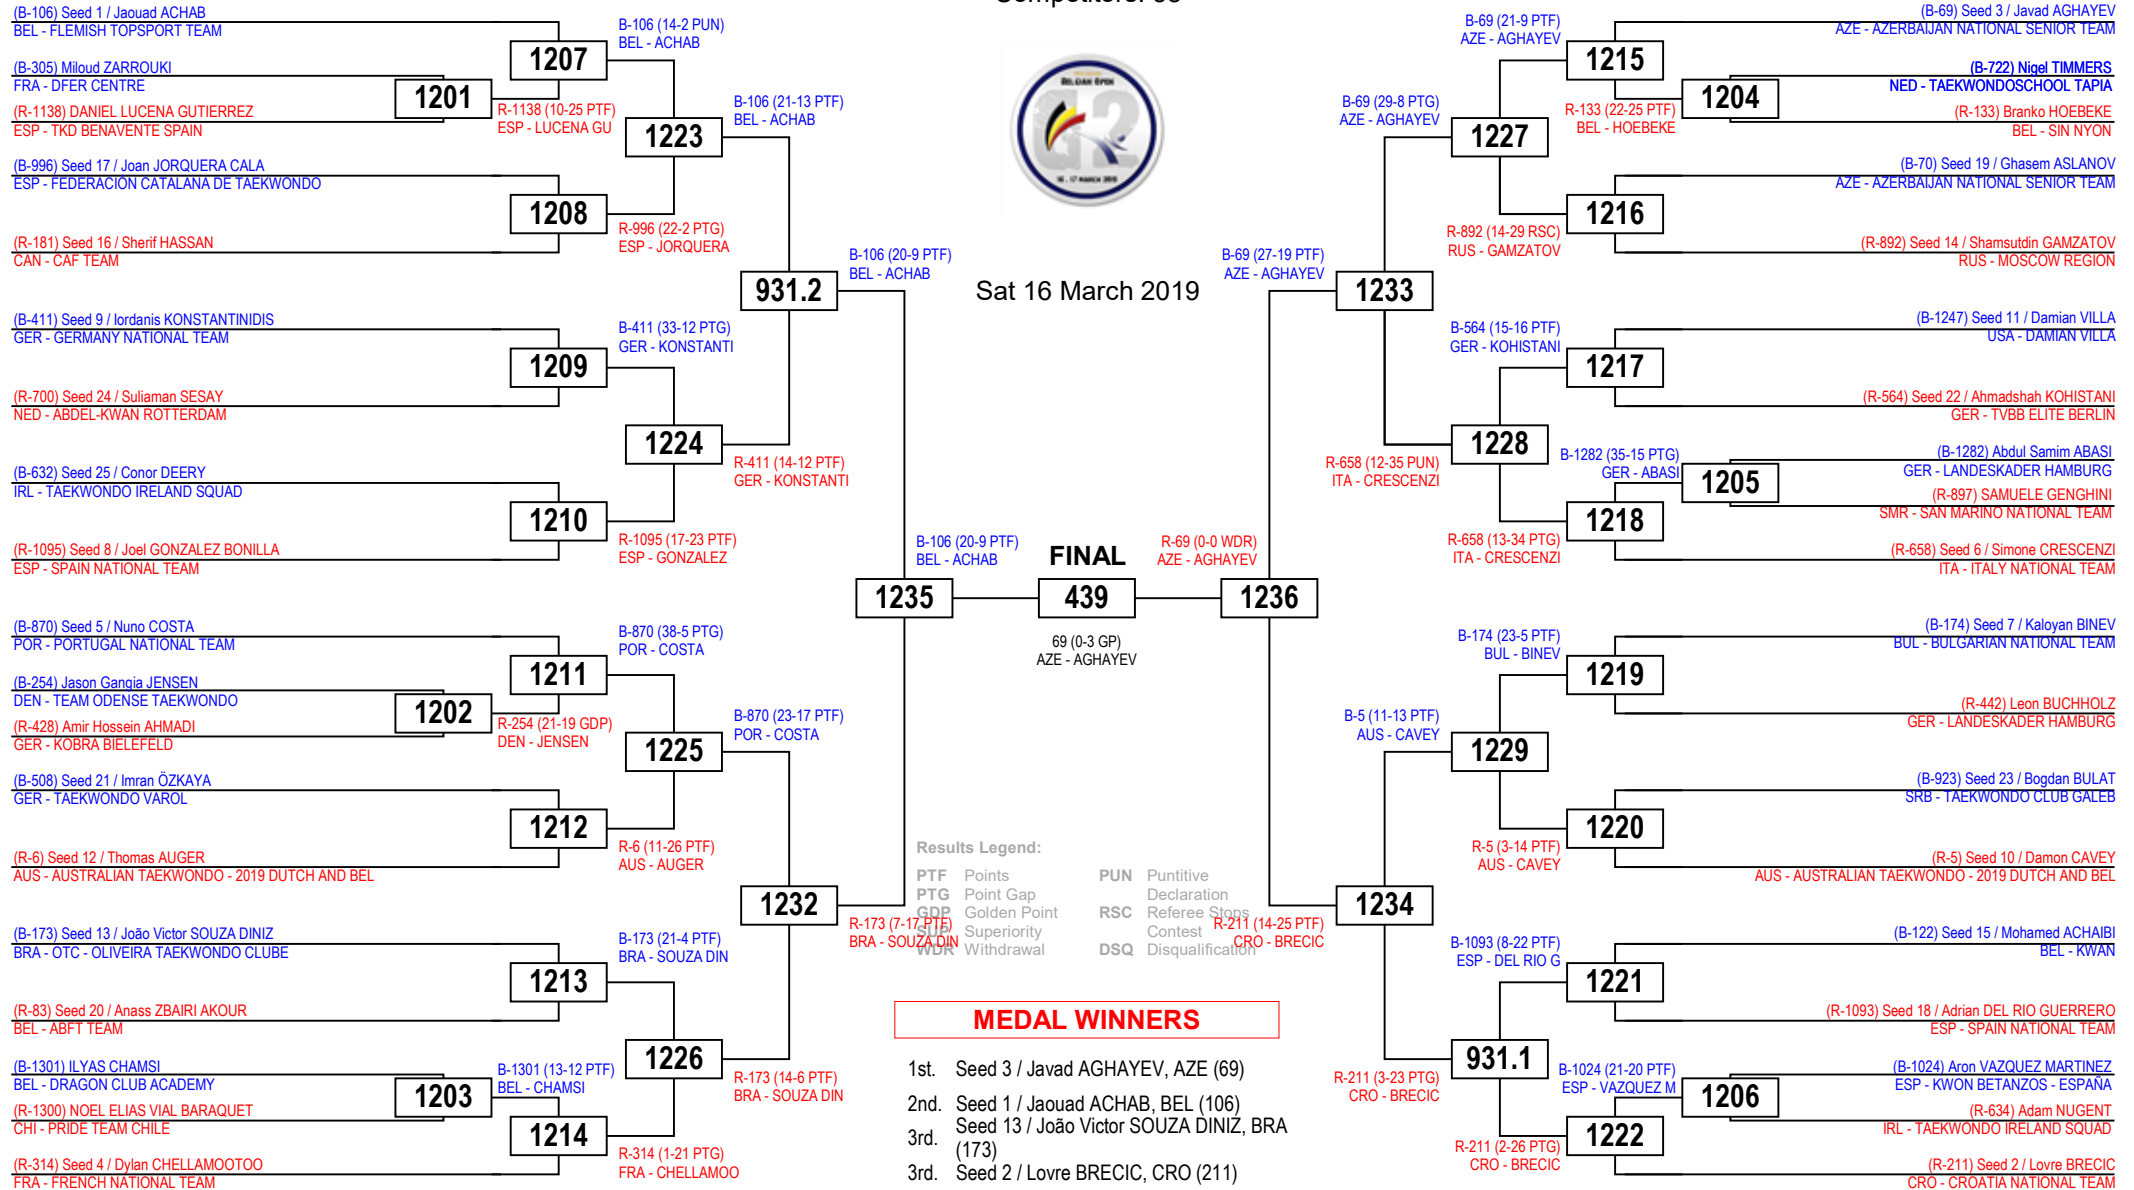 (B-106) Seed 1 / Jaouad ACHAB
BEL - FLEMISH TOPSPORT TEAM
(B-305) Miloud ZARROUKI
FRA - DFER CENTRE
(R-1138) DANIEL LUCENA GUTIERREZ
ESP - TKD BENAVENTE SPAIN
(B-996) Seed 17 / Joan JORQUERA CALA
ESP - FEDERACIÓN CATALANA DE TAEKWONDO
(R-181) Seed 16 / Sherif HASSAN
CAN - CAF TEAM
(B-411) Seed 9 / Iordanis KONSTANTINIDIS
GER - GERMANY NATIONAL TEAM
(R-700) Seed 24 / Suliaman SESAY
NED - ABDEL-KWAN ROTTERDAM
(B-632) Seed 25 / Conor DEERY
IRL - TAEKWONDO IRELAND SQUAD
(R-1095) Seed 8 / Joel GONZALEZ BONILLA
ESP - SPAIN NATIONAL TEAM
(B-870) Seed 5 / Nuno COSTA
POR - PORTUGAL NATIONAL TEAM
(B-254) Jason Gangia JENSEN
DEN - TEAM ODENSE TAEKWONDO
(R-428) Amir Hossein AHMADI
GER - KOBRA BIELEFELD
(B-508) Seed 21 / Imran ÖZKAYA
GER - TAEKWONDO VAROL
(R-6) Seed 12 / Thomas AUGER
AUS - AUSTRALIAN TAEKWONDO - 2019 DUTCH AND BEL
(B-173) Seed 13 / João Victor SOUZA DINIZ
BRA - OTC - OLIVEIRA TAEKWONDO CLUBE
(R-83) Seed 20 / Anass ZBAIRI AKOUR
BEL - ABFT TEAM
(B-1301) ILYAS CHAMSI
BEL - DRAGON CLUB ACADEMY
(R-1300) NOEL ELIAS VIAL BARAQUET
CHI - PRIDE TEAM CHILE
(R-314) Seed 4 / Dylan CHELLAMOOTOO
FRA - FRENCH NATIONAL TEAM
1201
1202
1203
R-1138 (10-25 PTF)
ESP - LUCENA GU
R-254 (21-19 GDP)
DEN - JENSEN
B-1301 (13-12 PTF)
BEL - CHAMSI
1207
1208
1209
1210
1211
1212
1213
1214
B-106 (14-2 PUN)
BEL - ACHAB
R-996 (22-2 PTG)
ESP - JORQUERA
B-411 (33-12 PTG)
GER - KONSTANTI
R-1095 (17-23 PTF)
ESP - GONZALEZ
B-870 (38-5 PTG)
POR - COSTA
R-6 (11-26 PTF)
AUS - AUGER
B-173 (21-4 PTF)
BRA - SOUZA DIN
R-314 (1-21 PTG)
FRA - CHELLAMOO
1223
1224
1225
1226
B-106 (21-13 PTF)
BEL - ACHAB
R-411 (14-12 PTF)
GER - KONSTANTI
B-870 (23-17 PTF)
POR - COSTA
R-173 (14-6 PTF)
BRA - SOUZA DIN
931.2
1232
B-106 (20-9 PTF)
BEL - ACHAB
R-173 (7-17 PTF)
BRA - SOUZA DIN
1235
B-106 (20-9 PTF)
BEL - ACHAB
BELGIAN OPEN
G2
16 - 17 MARCH 2019
Sat 16 March 2019
FINAL
439
69 (0-3 GP)
AZE - AGHAYEV
R-69 (0-0 WDR)
AZE - AGHAYEV
1236
B-69 (27-19 PTF)
AZE - AGHAYEV
R-211 (14-25 PTF)
CRO - BRECIC
1233
1234
B-69 (29-8 PTG)
AZE - AGHAYEV
R-658 (12-35 PUN)
ITA - CRESCENZI
B-5 (11-13 PTF)
AUS - CAVEY
R-211 (3-23 PTG)
CRO - BRECIC
1227
1228
1229
931.1
B-69 (21-9 PTF)
AZE - AGHAYEV
R-892 (14-29 RSC)
RUS - GAMZATOV
B-564 (15-16 PTF)
GER - KOHISTANI
R-658 (13-34 PTG)
ITA - CRESCENZI
B-174 (23-5 PTF)
BUL - BINEV
R-5 (3-14 PTF)
AUS - CAVEY
B-1093 (8-22 PTF)
ESP - DEL RIO G
R-211 (2-26 PTG)
CRO - BRECIC
1215
1216
1217
1218
1219
1220
1221
1222
R-133 (22-25 PTF)
BEL - HOEBEKE
B-1282 (35-15 PTG)
GER - ABASI
B-1024 (21-20 PTF)
ESP - VAZQUEZ M
1204
1205
1206
(B-69) Seed 3 / Javad AGHAYEV
AZE - AZERBAIJAN NATIONAL SENIOR TEAM
(B-722) Nigel TIMMERS
NED - TAEKWONDOSCHOOL TAPIA
(R-133) Branko HOEBEKE
BEL - SIN NYON
(B-70) Seed 19 / Ghasem ASLANOV
AZE - AZERBAIJAN NATIONAL SENIOR TEAM
(R-892) Seed 14 / Shamsutdin GAMZATOV
RUS - MOSCOW REGION
(B-1247) Seed 11 / Damian VILLA
USA - DAMIAN VILLA
(R-564) Seed 22 / Ahmadshah KOHISTANI
GER - TVBB ELITE BERLIN
(B-1282) Abdul Samim ABASI
GER - LANDESKADER HAMBURG
(R-897) SAMUELE GENGHINI
SMR - SAN MARINO NATIONAL TEAM
(R-658) Seed 6 / Simone CRESCENZI
ITA - ITALY NATIONAL TEAM
(B-174) Seed 7 / Kaloyan BINEV
BUL - BULGARIAN NATIONAL TEAM
(R-442) Leon BUCHHOLZ
GER - LANDESKADER HAMBURG
(B-923) Seed 23 / Bogdan BULAT
SRB - TAEKWONDO CLUB GALEB
(R-5) Seed 10 / Damon CAVEY
AUS - AUSTRALIAN TAEKWONDO - 2019 DUTCH AND BEL
(B-122) Seed 15 / Mohamed ACHAIBI
BEL - KWAN
(R-1093) Seed 18 / Adrian DEL RIO GUERRERO
ESP - SPAIN NATIONAL TEAM
(B-1024) Aron VAZQUEZ MARTINEZ
ESP - KWON BETANZOS - ESPAÑA
(R-634) Adam NUGENT
IRL - TAEKWONDO IRELAND SQUAD
(R-211) Seed 2 / Lovre BRECIC
CRO - CROATIA NATIONAL TEAM
Results Legend:
PTF Points PUN Puntitive
PTG Point Gap Declaration
GDP Golden Point RSC Referee Stops
SUP Superiority Contest
WDR Withdrawal DSQ Disqualification
MEDAL WINNERS
1st. Seed 3 / Javad AGHAYEV, AZE (69)
2nd. Seed 1 / Jaouad ACHAB, BEL (106)
3rd. Seed 13 / João Victor SOUZA DINIZ, BRA
(173)
3rd. Seed 2 / Lovre BRECIC, CRO (211)